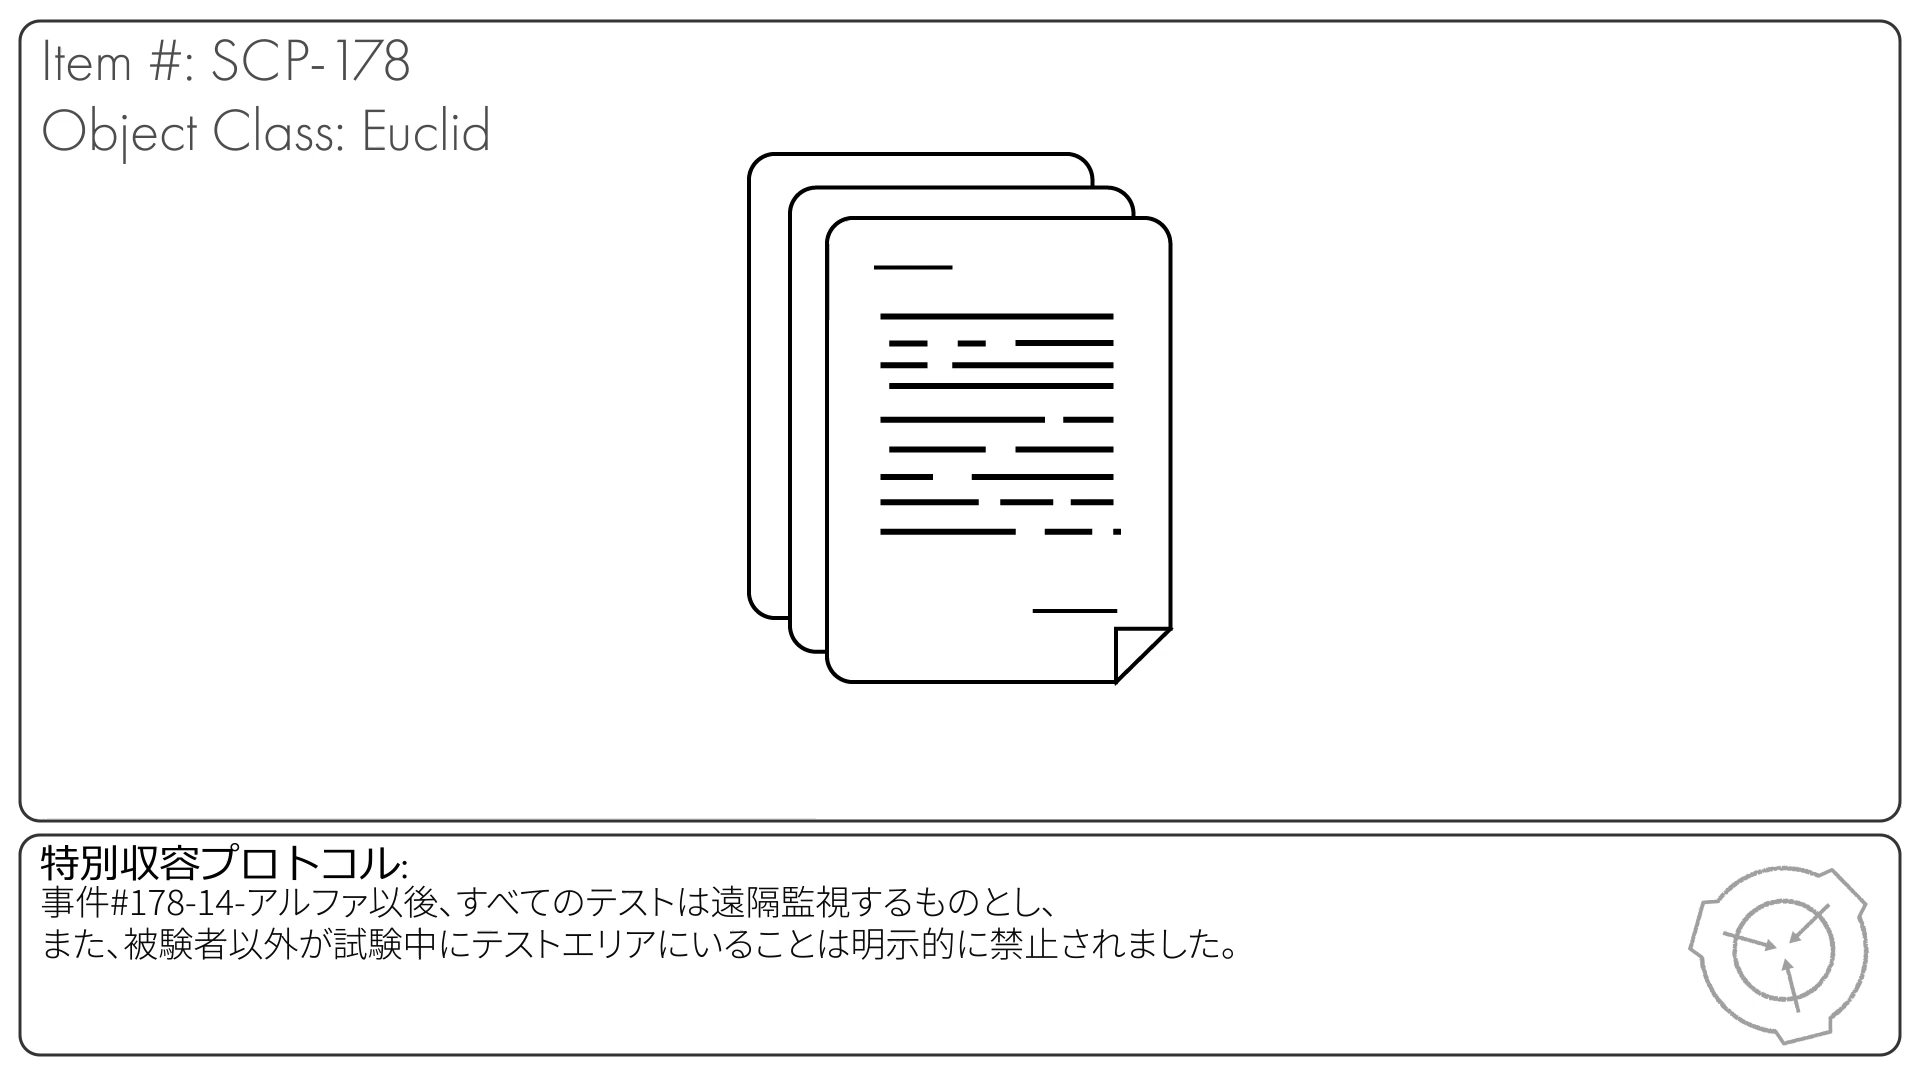 Item #: SCP-178
Object Class: Euclid
特別収容プロトコル:
事件#178-14-アルファ以後、すべてのテストは遠隔監視するものとし、
また、被験者以外が試験中にテストエリアにいることは明示的に禁止されました。